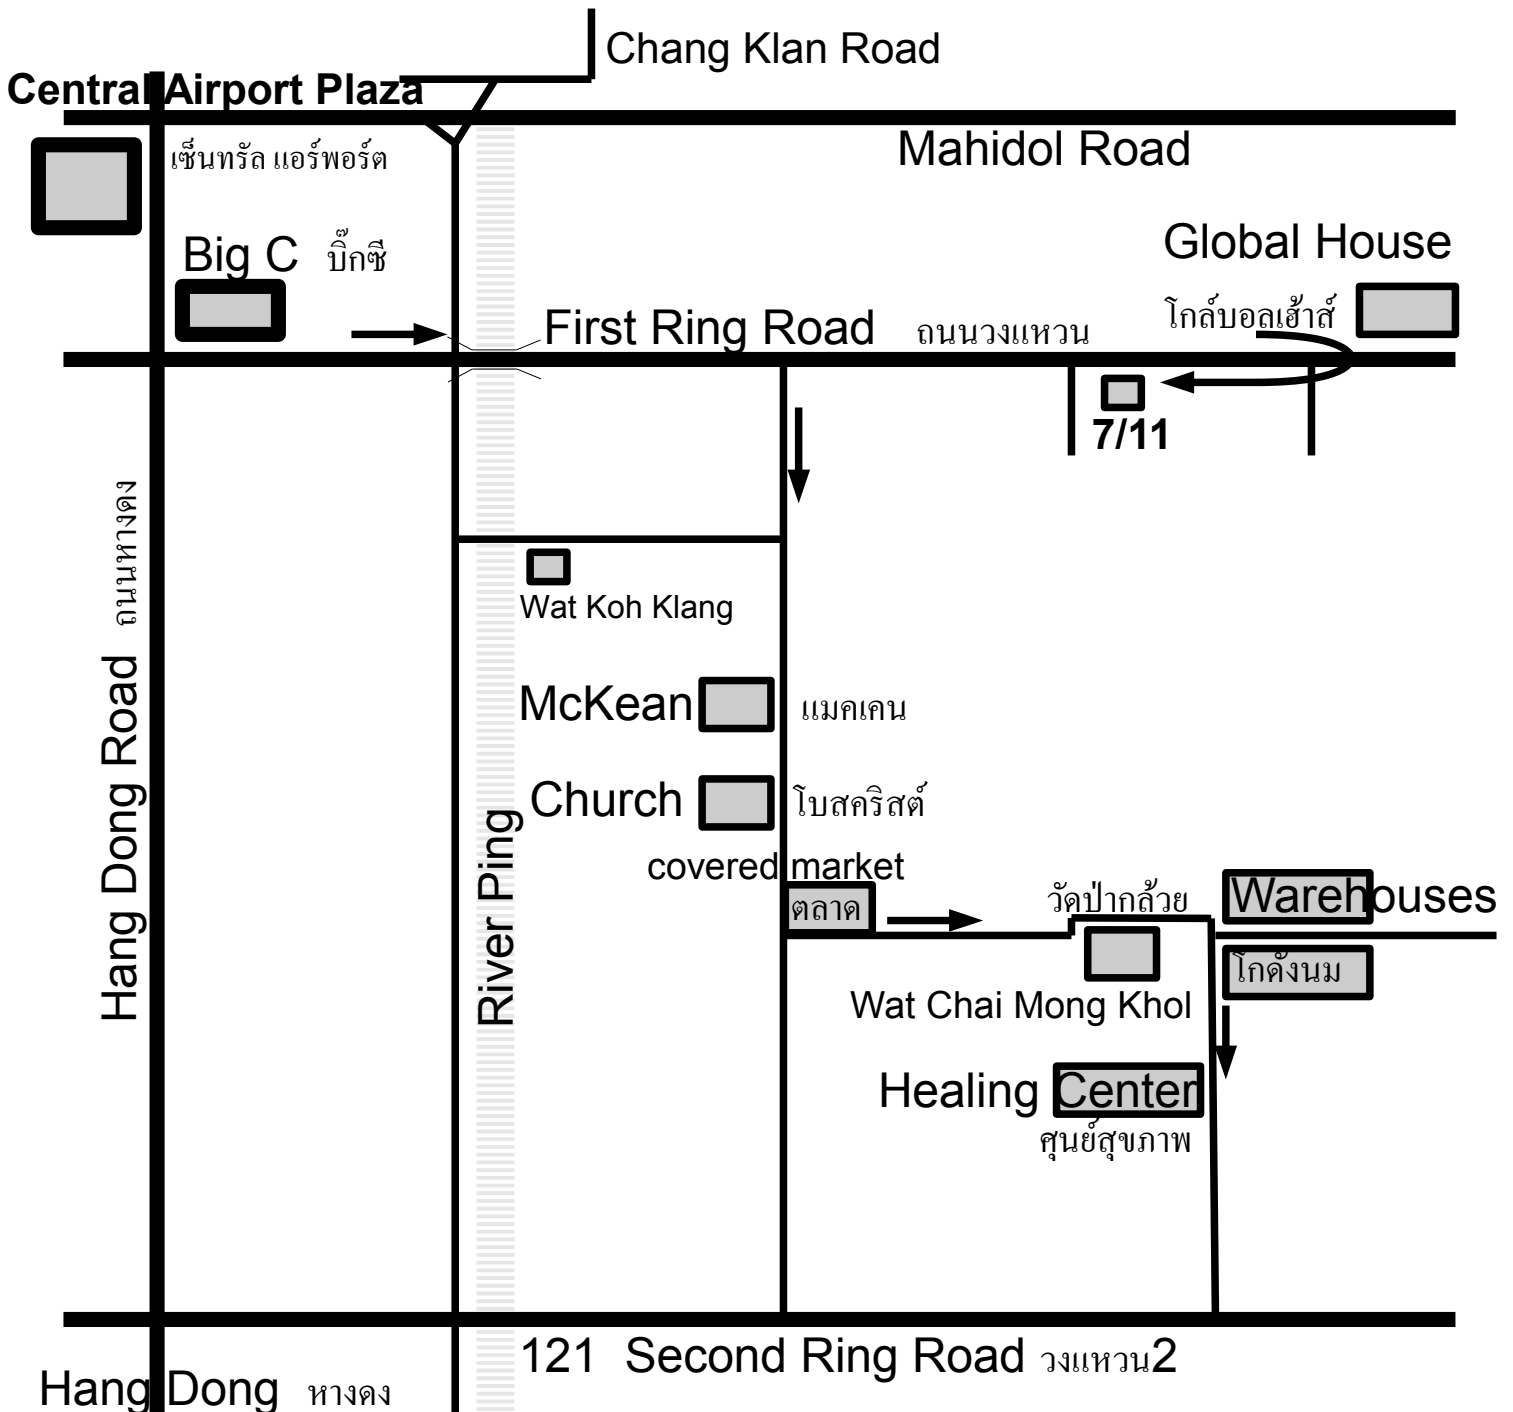 Chang Klan Road
Central Airport Plaza
Mahidol Road
เซ็นทรัล แอร์พอร์ต
Big C บิ๊กซี
Global House
โกล์บอลเฮ้าส์
First Ring Road ถนนวงแหวน
7/11
Hang Dong Road ถนนหางดง
Wat Koh Klang
McKean แมคเคน
Church โบสคริสต์
River Ping
covered market
ตลาด
วัดป่ากล้วย
Warehouses
โกดังนม
Wat Chai Mong Khol
Healing Center
ศูนย์สุขภาพ
121 Second Ring Road วงแหวน2
Hang Dong หางดง